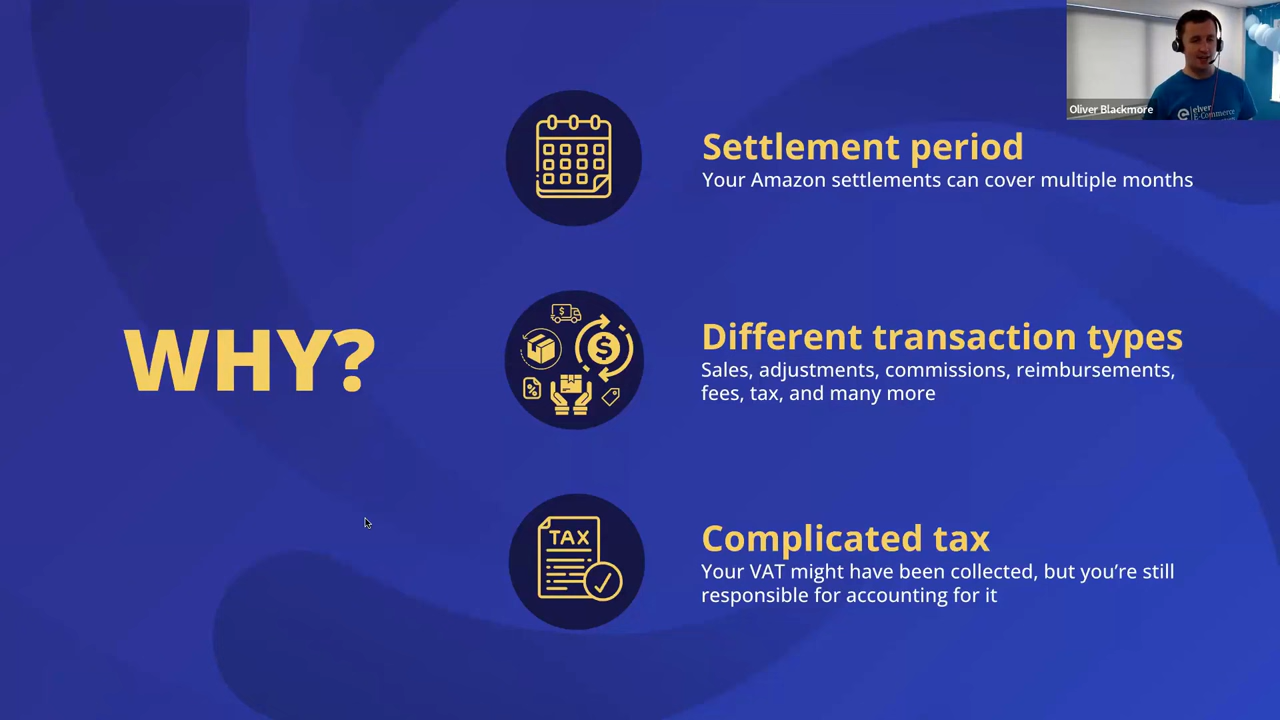 Oliver Blackmore
elver
E-Commerce
WHY?
Settlement period
Your Amazon settlements can cover multiple months
Different transaction types
Sales, adjustments, commissions, reimbursements,
fees, tax, and many more
TAX
Complicated tax
Your VAT might have been collected, but you’re still
responsible for accounting for it